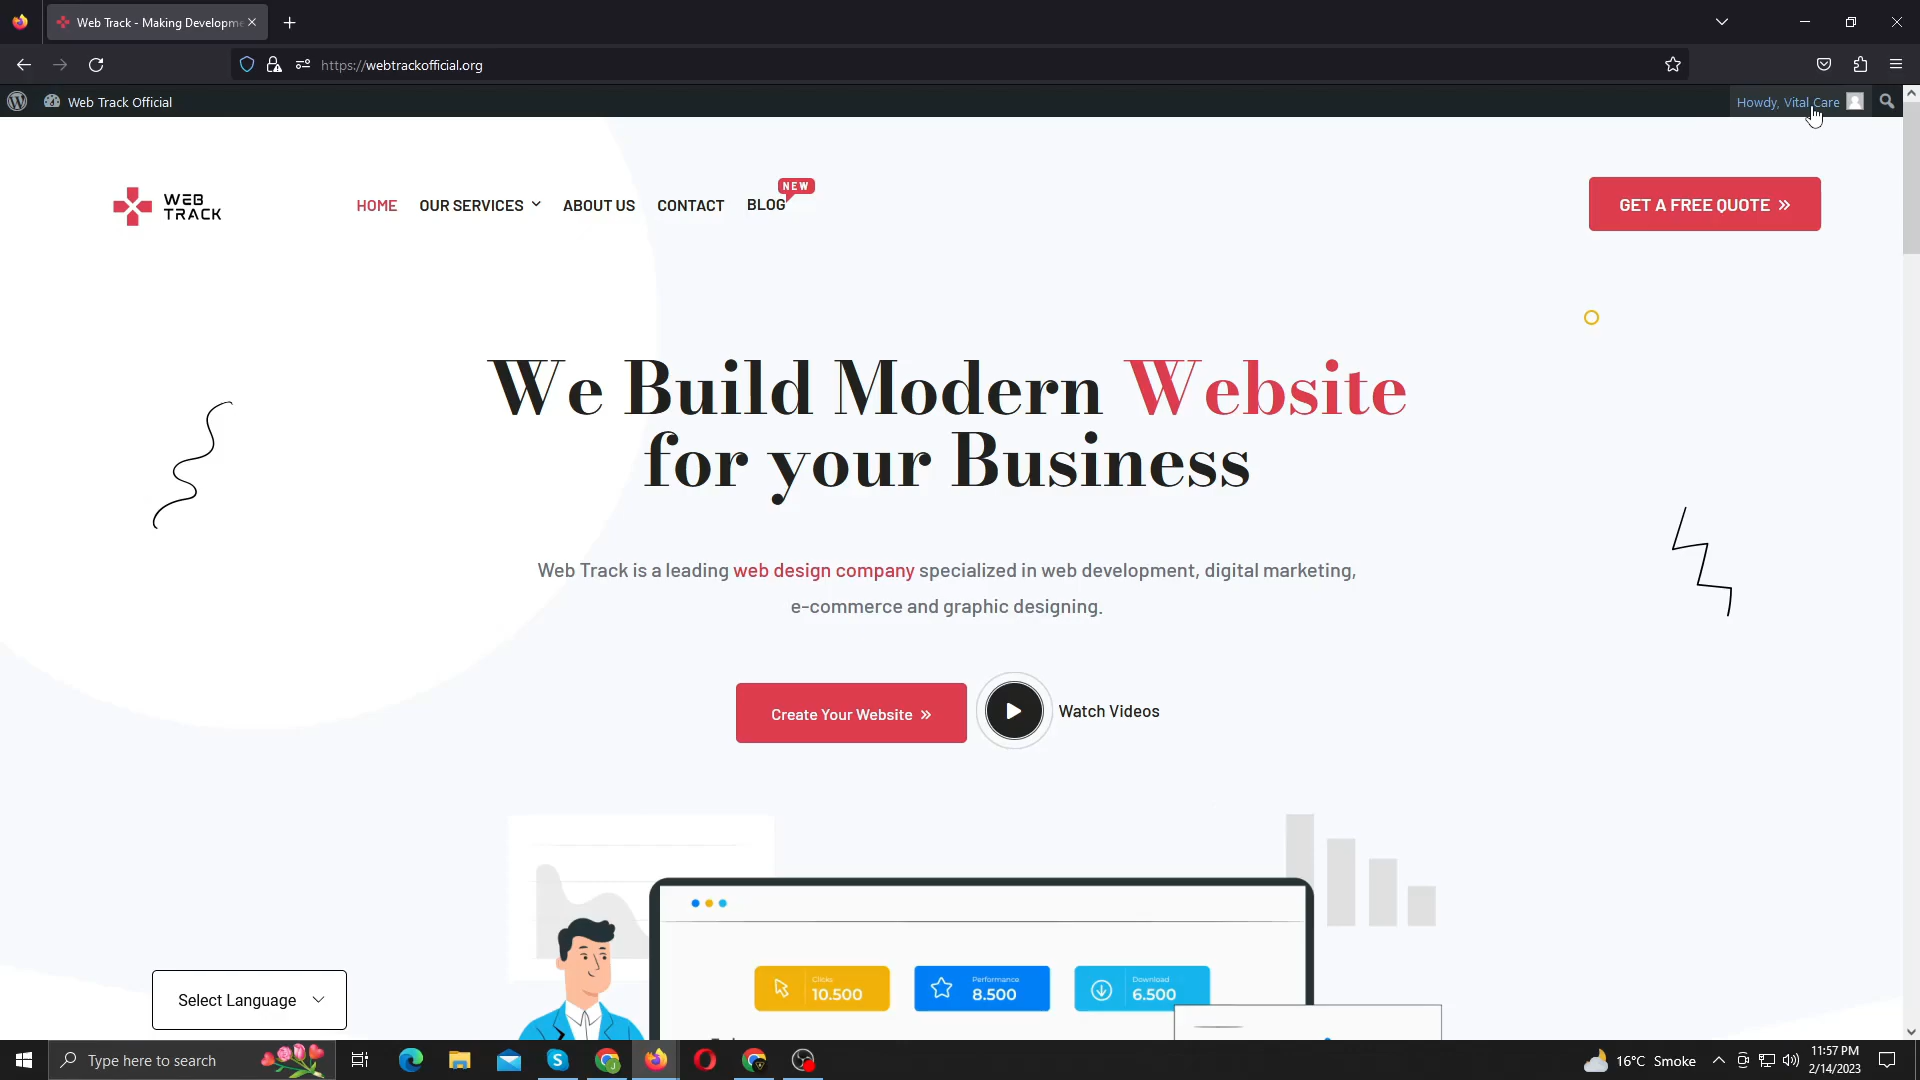 Web Track - Making Developme
https://webtrackofficial.org
Web Track Official
Howdy, Vital Care
WEB
TRACK
HOME
OUR SERVICES
ABOUT US
CONTACT
BLOG
NEW
GET A FREE QUOTE »
We Build Modern Website
for your Business
Web Track is a leading web design company specialized in web development, digital marketing,
e-commerce and graphic designing.
Create Your Website »
Watch Videos
Clicks
10.500
Performance
8.500
Download
6.500
Select Language
Type here to search
16°C Smoke
11:57 PM
2/14/2023